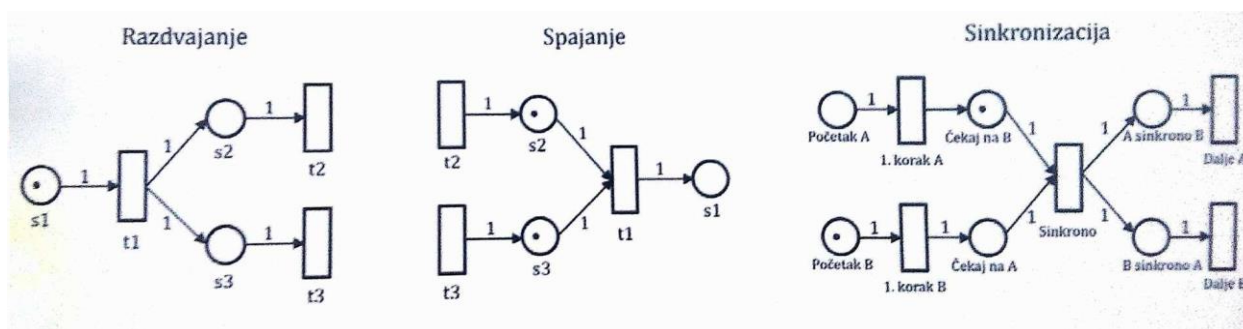 Razdvajanje
1
s1
t1
1
1
s2
s3
1
1
t2
t3
Spajanje
t2
t3
1
1
s2
s3
1
1
t1
1
s1
Sinkronizacija
Početak A
1
1. korak A
Čekaj na B
1
Početak B
1
1. korak B
1
Čekaj na A
1
Sinkrono
1
1
A sinkrono B
1
B sinkrono A
1
Dalje A
Dalje B